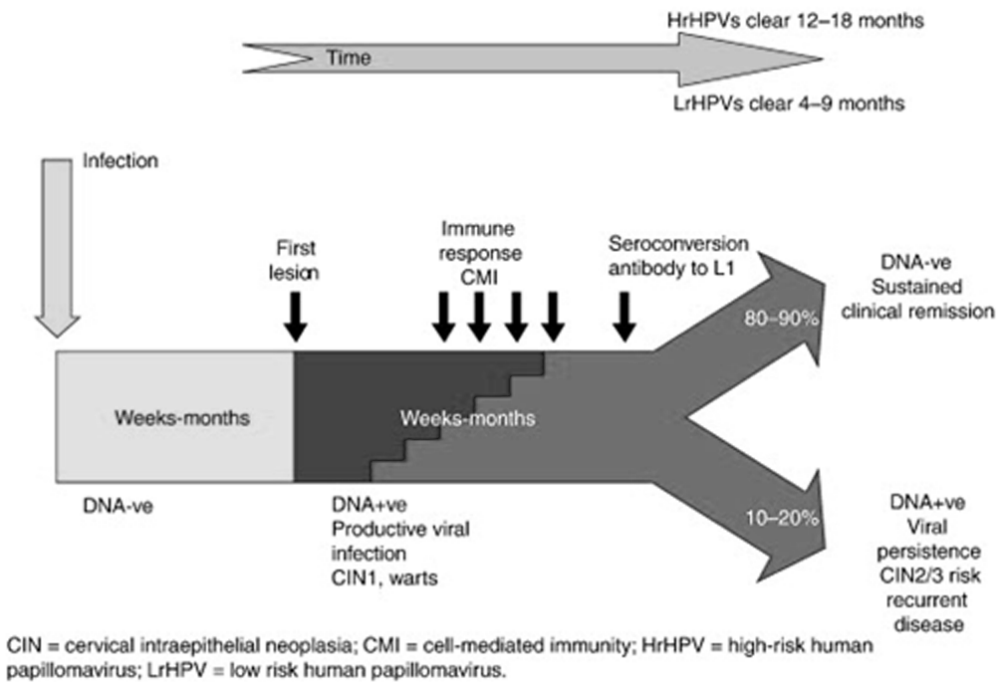 HrHPVs clear 12–18 months
Time
LrHPVs clear 4–9 months
Infection
First
lesion
Immune
response
CMI
Seroconversion
antibody to L1
DNA-ve
Sustained
clinical remission
80–90%
Weeks-months
Weeks-months
DNA-ve
DNA+ve
Productive viral
infection
CIN1, warts
10–20%
DNA+ve
Viral
persistence
CIN2/3 risk
recurrent
disease
CIN = cervical intraepithelial neoplasia; CMI = cell-mediated immunity; HrHPV = high-risk human
papillomavirus; LrHPV = low risk human papillomavirus.